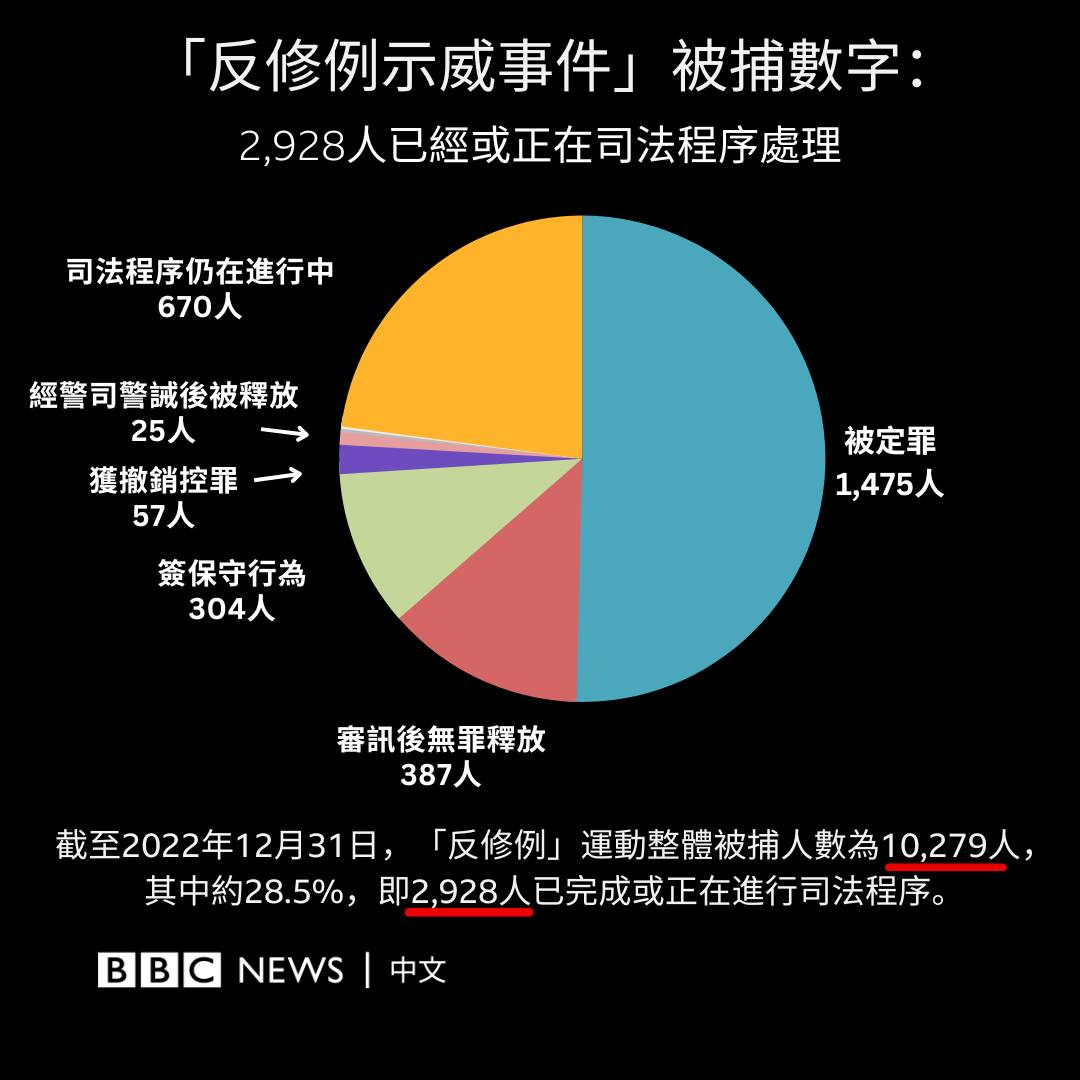 「反修例示威事件」被捕數字：
2,928人已經或正在司法程序處理
司法程序仍在進行中
670人
經警司警誡後被釋放
25人
獲撤銷控罪
57人
簽保守行為
304人
被定罪
1,475人
審訊後無罪釋放
387人
截至2022年12月31日，「反修例」運動整體被捕人數為10,279人，
其中約28.5%，即2,928人已完成或正在進行司法程序。
BBC NEWS | 中文